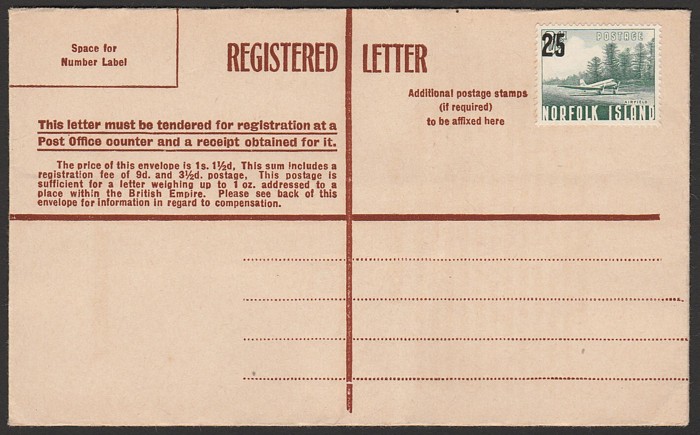 Space for
Number Label
REGISTERED LETTER
Additional postage stamps
(if required)
to be affixed here
25
POSTAGE
AIRFIELD
NORFOLK ISLAND
This letter must be tendered for registration at a
Post Office counter and a receipt obtained for it.
The price of this envelope is 1s. 1½d, This sum includes a
registration fee of 9d. and 3½d. postage, This postage is
sufficient for a letter weighing up to 1 oz. addressed to a
place within the British Empire. Please see back of this
envelope for information in regard to compensation.